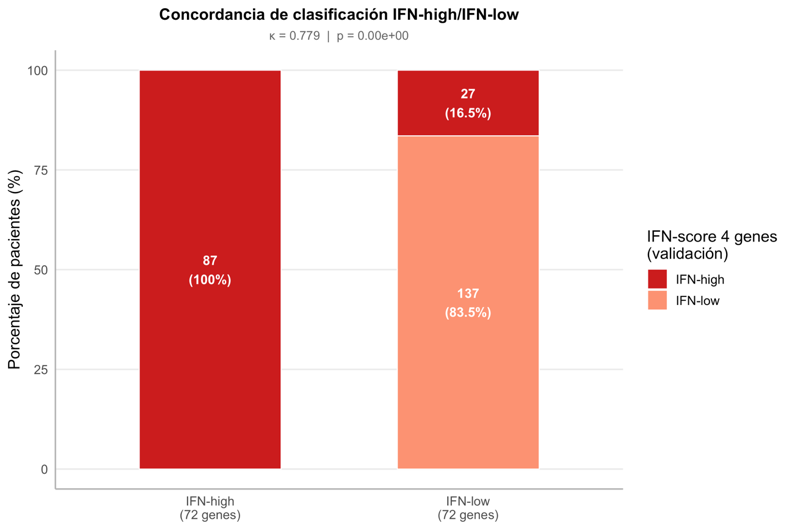 Concordancia de clasificación IFN-high/IFN-low
κ = 0.779 | p = 0.00e+00
Porcentaje de pacientes (%)
100
75
50
25
0
87
(100%)
27
(16.5%)
137
(83.5%)
IFN-high
(72 genes)
IFN-low
(72 genes)
IFN-score 4 genes
(validación)
IFN-high
IFN-low